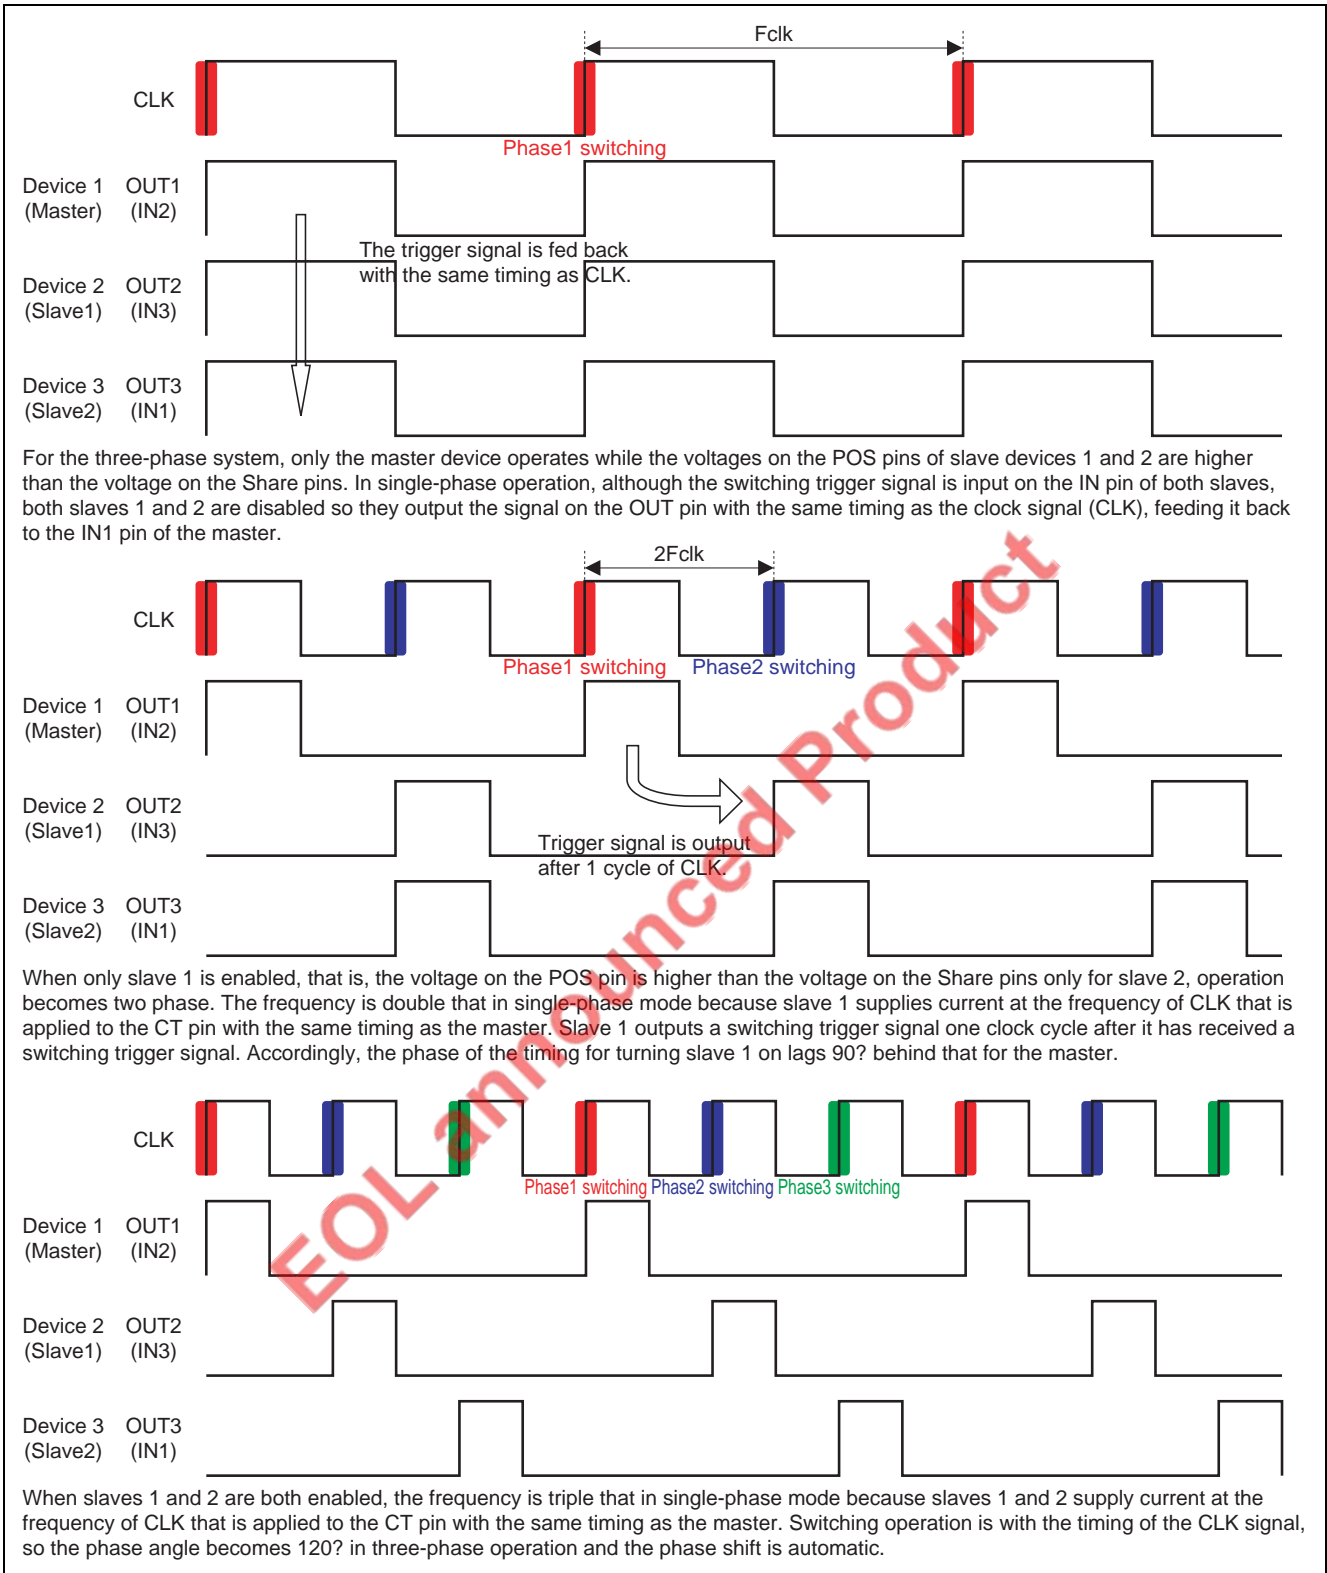 Fclk
CLK
Phase1 switching
Device 1 OUT1
(Master) (IN2)
The trigger signal is fed back
with the same timing as CLK.
Device 2 OUT2
(Slave1) (IN3)
Device 3 OUT3
(Slave2) (IN1)
For the three-phase system, only the master device operates while the voltages on the POS pins of slave devices 1 and 2 are higher
than the voltage on the Share pins. In single-phase operation, although the switching trigger signal is input on the IN pin of both slaves,
both slaves 1 and 2 are disabled so they output the signal on the OUT pin with the same timing as the clock signal (CLK), feeding it back
to the IN1 pin of the master.
2Fclk
CLK
Phase1 switching Phase2 switching
Device 1 OUT1
(Master) (IN2)
Device 2 OUT2
(Slave1) (IN3)
Trigger signal is output
after 1 cycle of CLK.
Device 3 OUT3
(Slave2) (IN1)
When only slave 1 is enabled, that is, the voltage on the POS pin is higher than the voltage on the Share pins only for slave 2, operation
becomes two phase. The frequency is double that in single-phase mode because slave 1 supplies current at the frequency of CLK that is
applied to the CT pin with the same timing as the master. Slave 1 outputs a switching trigger signal one clock cycle after it has received a
switching trigger signal. Accordingly, the phase of the timing for turning slave 1 on lags 90? behind that for the master.
CLK
Phase1 switching Phase2 switching Phase3 switching
Device 1 OUT1
(Master) (IN2)
Device 2 OUT2
(Slave1) (IN3)
Device 3 OUT3
(Slave2) (IN1)
When slaves 1 and 2 are both enabled, the frequency is triple that in single-phase mode because slaves 1 and 2 supply current at the
frequency of CLK that is applied to the CT pin with the same timing as the master. Switching operation is with the timing of the CLK signal,
so the phase angle becomes 120? in three-phase operation and the phase shift is automatic.
EOL announced Product